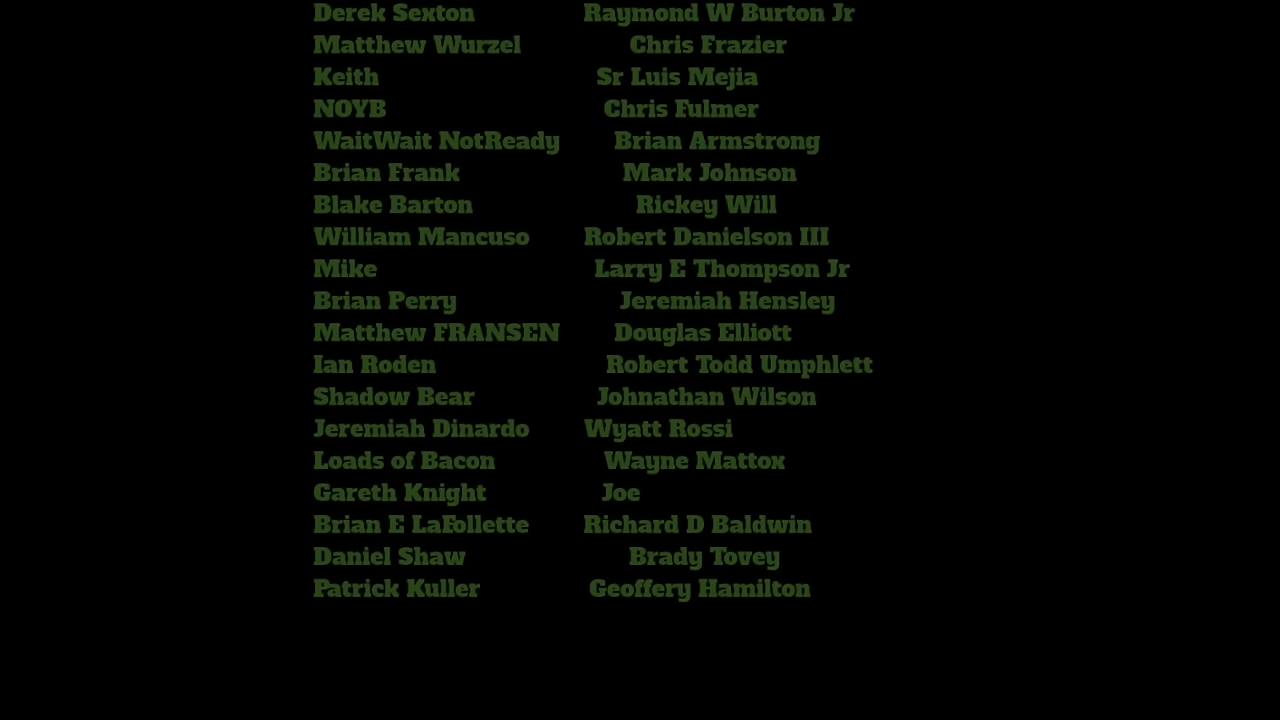 Derek Sexton Raymond W Burton Jr
Matthew Wurzel Chris Frazier
Keith Sr Luis Mejia
NOYB Chris Fulmer
WaitWait NotReady Brian Armstrong
Brian Frank Mark Johnson
Blake Barton Rickey Will
William Mancuso Robert Danielson III
Mike Larry E Thompson Jr
Brian Perry Jeremiah Hensley
Matthew FRANSEN Douglas Elliott
Ian Roden Robert Todd Umphlett
Shadow Bear Johnathan Wilson
Jeremiah Dinardo Wyatt Rossi
Loads of Bacon Wayne Mattox
Gareth Knight Joe
Brian E LaFollette Richard D Baldwin
Daniel Shaw Brady Tovey
Patrick Kuller Geoffery Hamilton